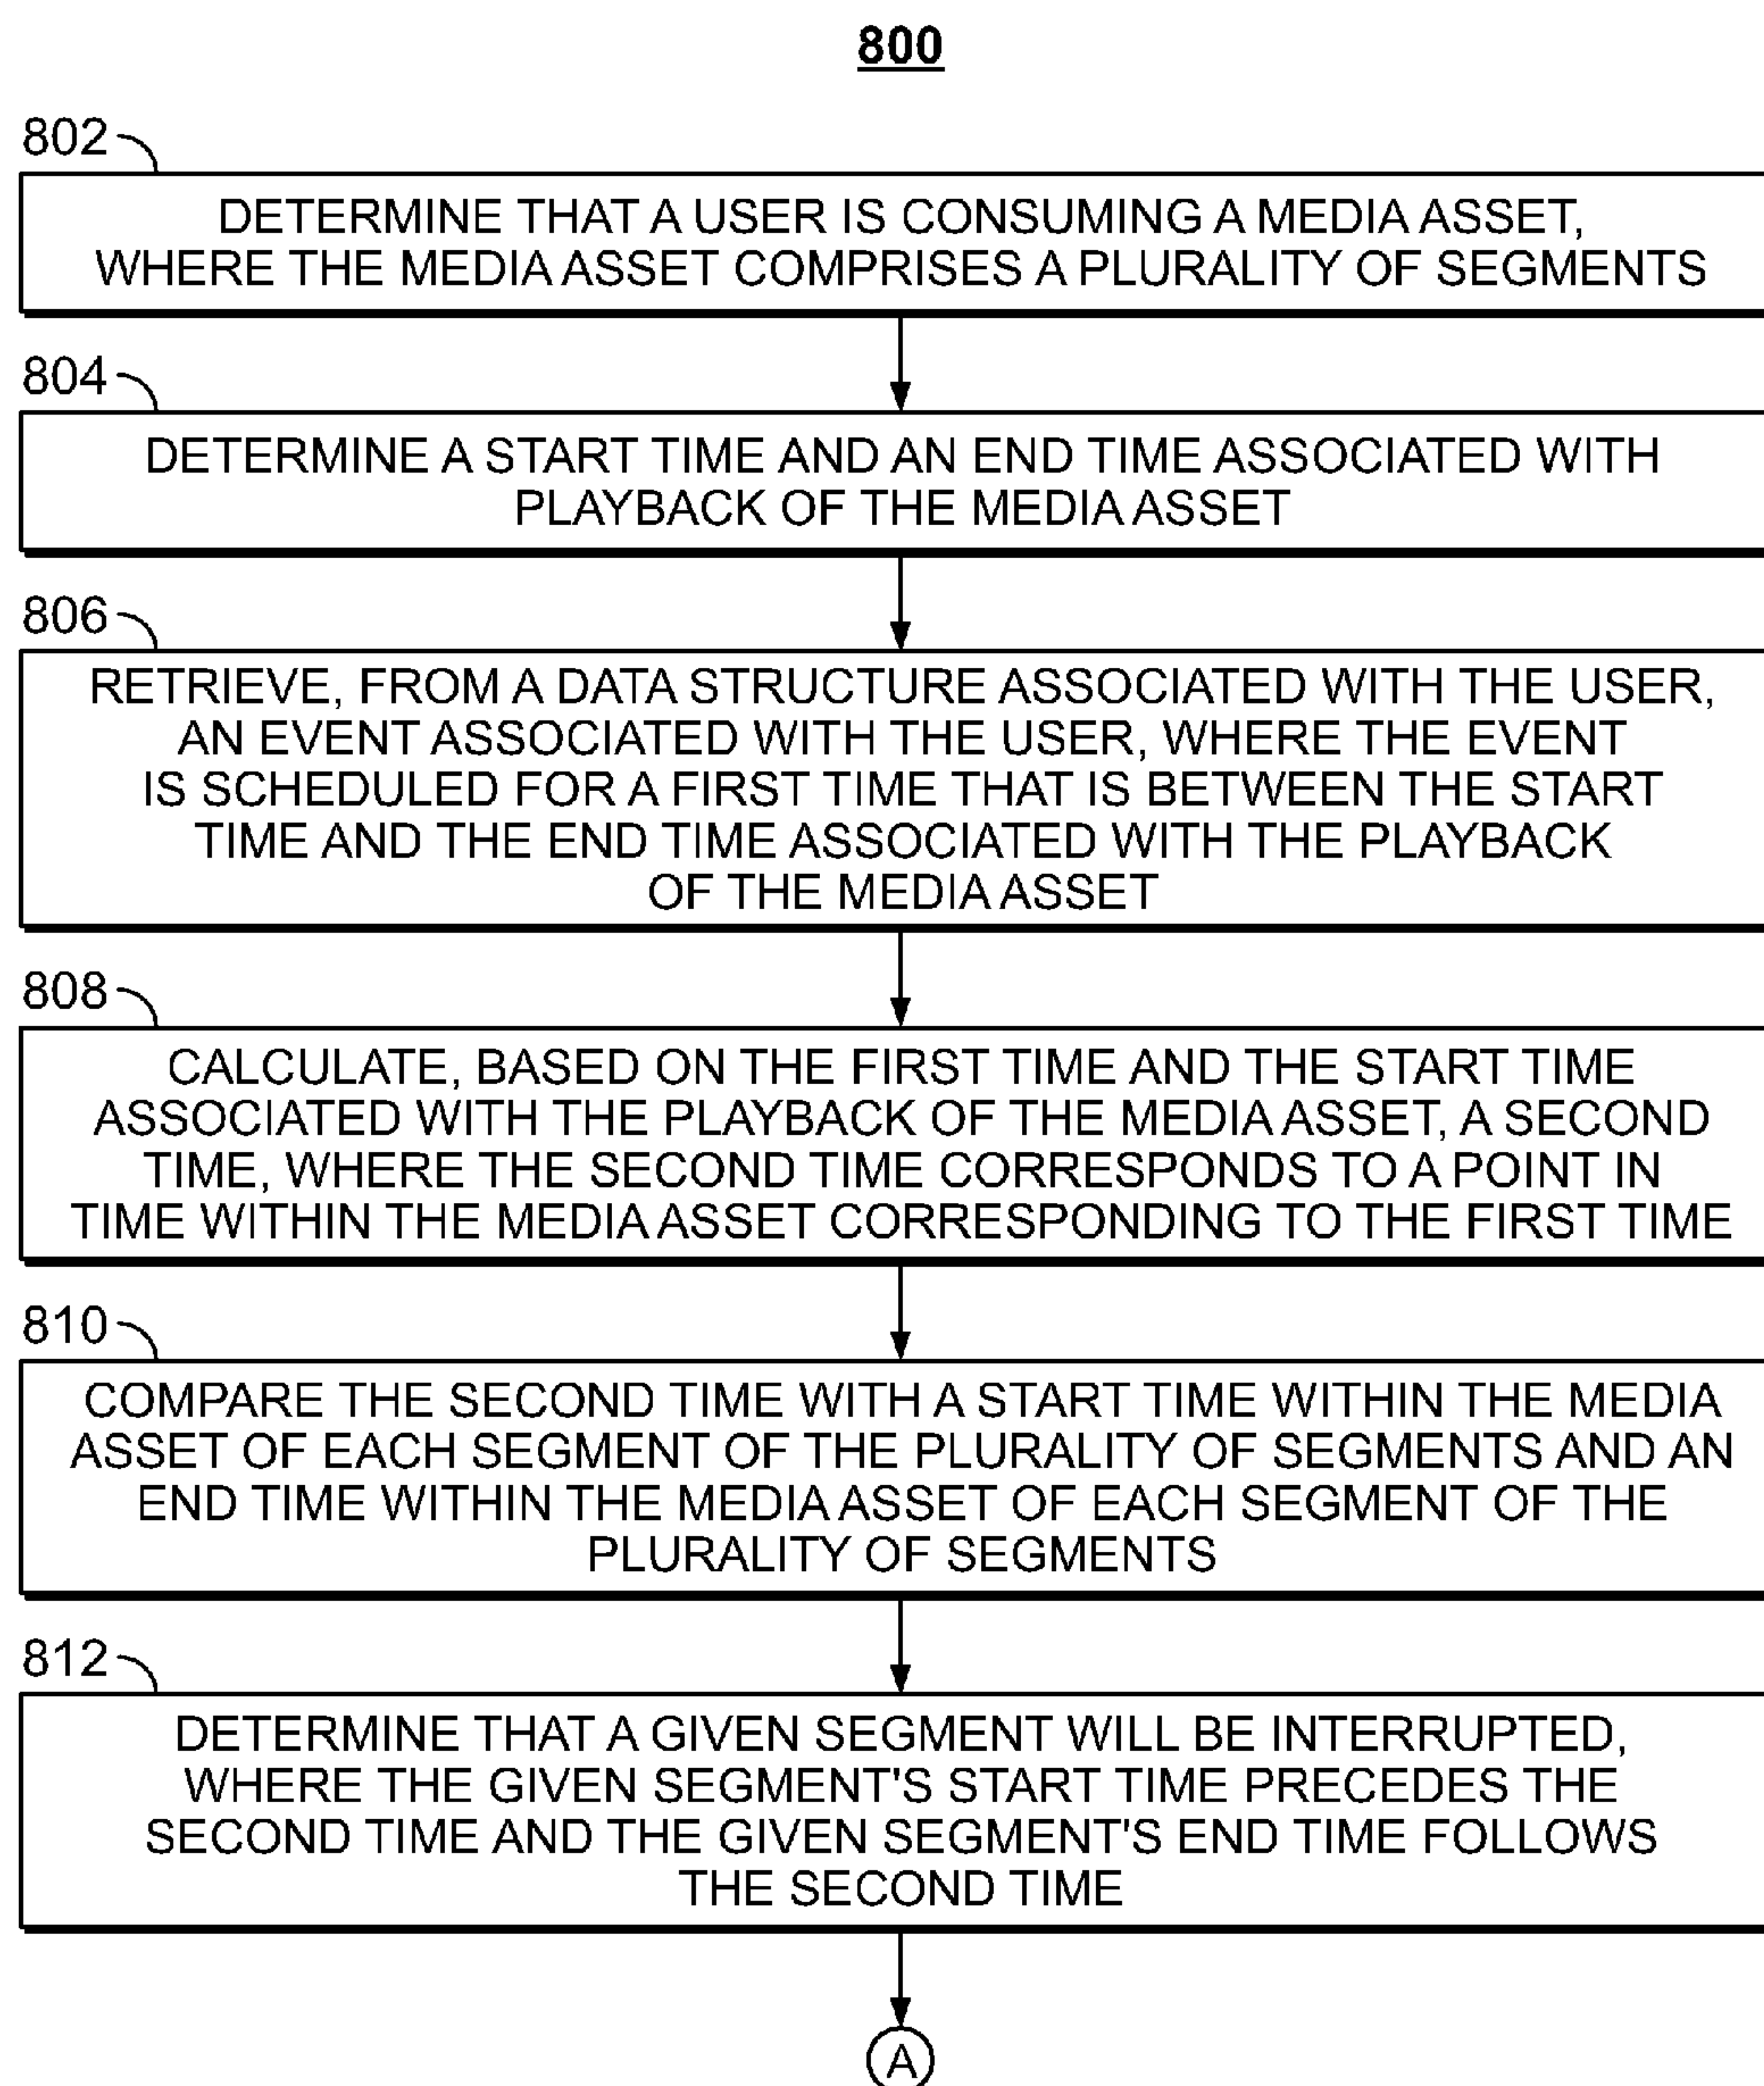 800
802
DETERMINE THAT A USER IS CONSUMING A MEDIA ASSET,
WHERE THE MEDIA ASSET COMPRISES A PLURALITY OF SEGMENTS
804
DETERMINE A START TIME AND AN END TIME ASSOCIATED WITH
PLAYBACK OF THE MEDIA ASSET
806
RETRIEVE, FROM A DATA STRUCTURE ASSOCIATED WITH THE USER,
AN EVENT ASSOCIATED WITH THE USER, WHERE THE EVENT
IS SCHEDULED FOR A FIRST TIME THAT IS BETWEEN THE START
TIME AND THE END TIME ASSOCIATED WITH THE PLAYBACK
OF THE MEDIA ASSET
808
CALCULATE, BASED ON THE FIRST TIME AND THE START TIME
ASSOCIATED WITH THE PLAYBACK OF THE MEDIA ASSET, A SECOND
TIME, WHERE THE SECOND TIME CORRESPONDS TO A POINT IN
TIME WITHIN THE MEDIA ASSET CORRESPONDING TO THE FIRST TIME
810
COMPARE THE SECOND TIME WITH A START TIME WITHIN THE MEDIA
ASSET OF EACH SEGMENT OF THE PLURALITY OF SEGMENTS AND AN
END TIME WITHIN THE MEDIA ASSET OF EACH SEGMENT OF THE
PLURALITY OF SEGMENTS
812
DETERMINE THAT A GIVEN SEGMENT WILL BE INTERRUPTED,
WHERE THE GIVEN SEGMENT'S START TIME PRECEDES THE
SECOND TIME AND THE GIVEN SEGMENT'S END TIME FOLLOWS
THE SECOND TIME
A